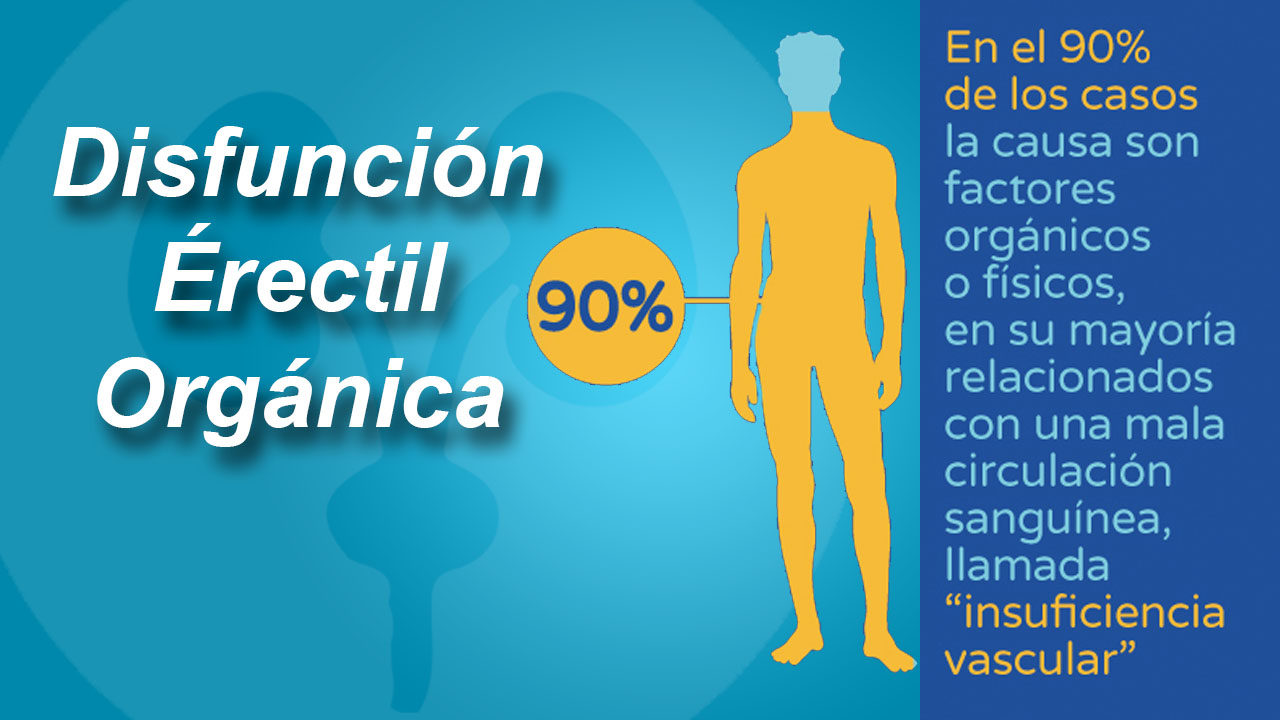 Disfunción
Érectil
Orgánica
90%
En el 90%
de los casos
la causa son
factores
orgánicos
o físicos,
en su mayoría
relacionados
con una mala
circulación
sanguínea,
llamada
“insuficiencia
vascular”